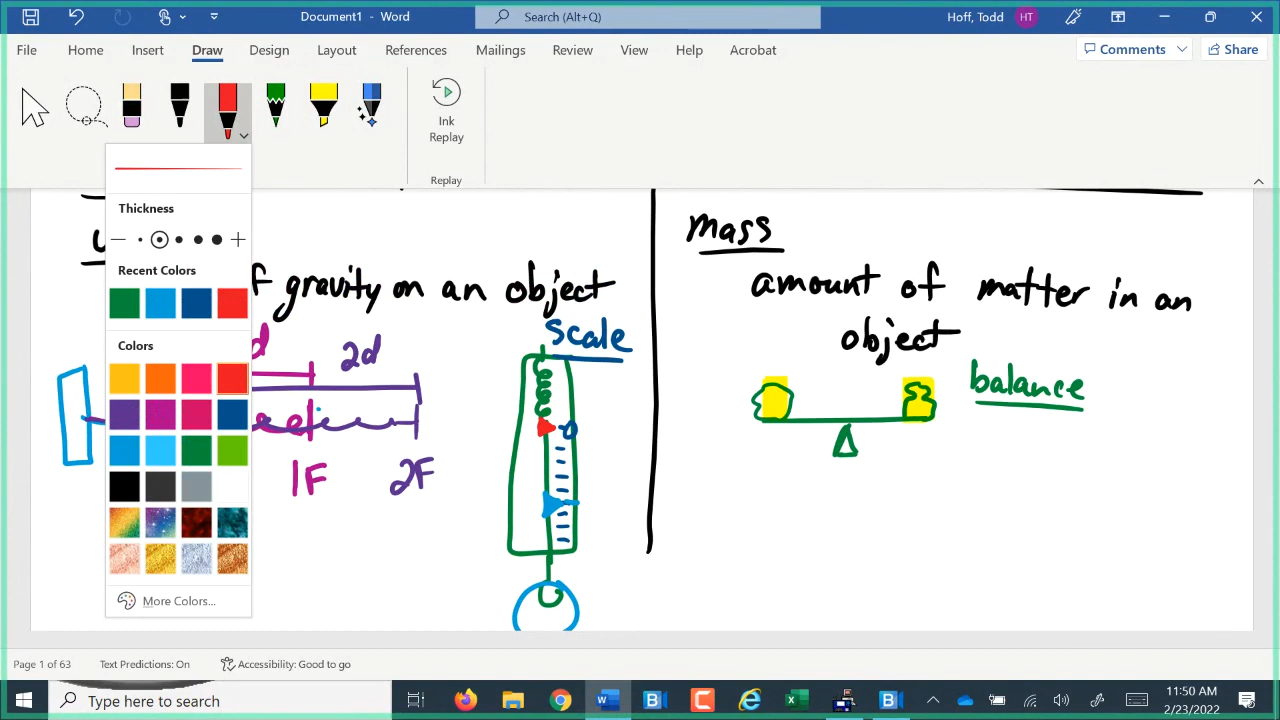 Document1 - Word
Search (Alt+Q)
Hoff, Todd
HT
File
Home
Insert
Draw
Design
Layout
References
Mailings
Review
View
Help
Acrobat
Comments
Share
Ink
Replay
Replay
Thickness
Recent Colors
Colors
More Colors...
gravity on an object
scale
2d
1F
2F
mass
amount of matter in an
object
balance
Page 1 of 63
Text Predictions: On
Accessibility: Good to go
Type here to search
11:50 AM
2/23/2022